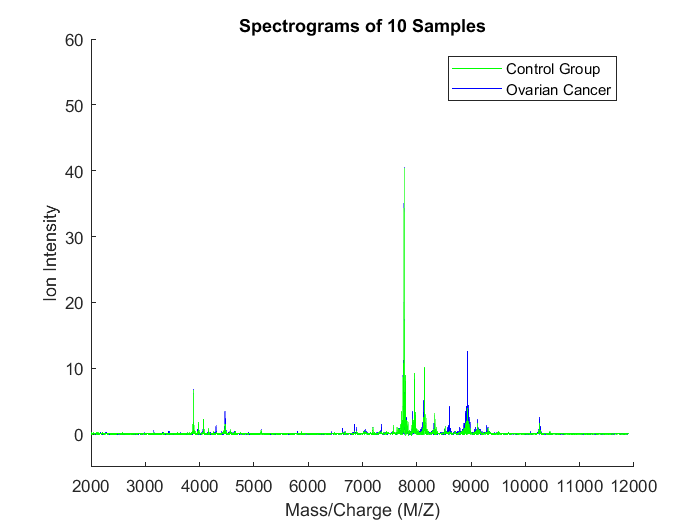 Spectrograms of 10 Samples
Control Group
Ovarian Cancer
60
50
40
30
20
10
0
Ion Intensity
2000 3000 4000 5000 6000 7000 8000 9000 10000 11000 12000
Mass/Charge (M/Z)